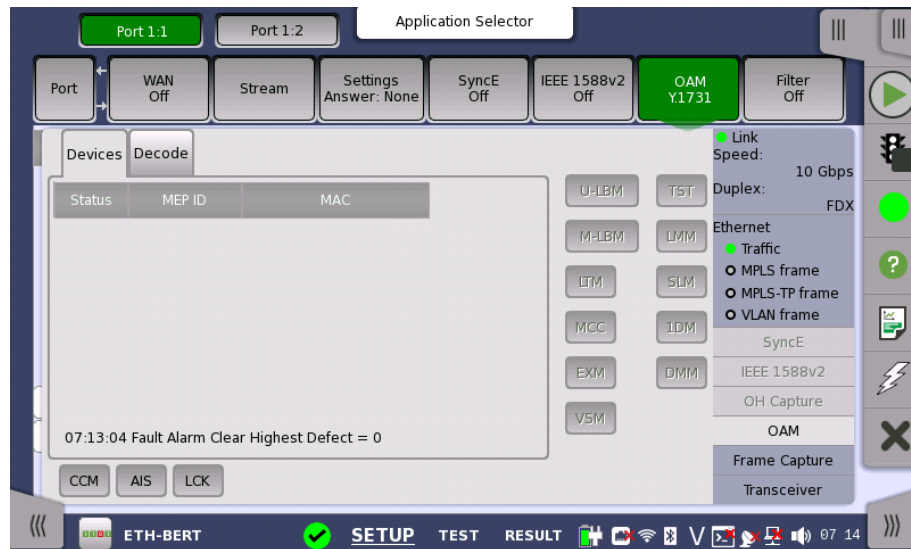 Application Selector
Port 1:1
Port 1:2
Port
WAN
Off
Stream
Settings
Answer: None
SyncE
Off
IEEE 1588v2
Off
OAM
Y.1731
Filter
Off
Devices
Decode
Status MEP ID MAC
07:13:04 Fault Alarm Clear Highest Defect = 0
CCM
AIS
LCK
U-LBM
TST
M-LBM
LMM
LTM
SLM
MCC
1DM
EXM
DMM
VSM
Link
Speed:
10 Gbps
Duplex:
FDX
Ethernet
Traffic
MPLS frame
MPLS-TP frame
VLAN frame
SyncE
IEEE 1588v2
OH Capture
OAM
Frame Capture
Transceiver
ETH-BERT
SETUP
TEST
RESULT
V
07 14